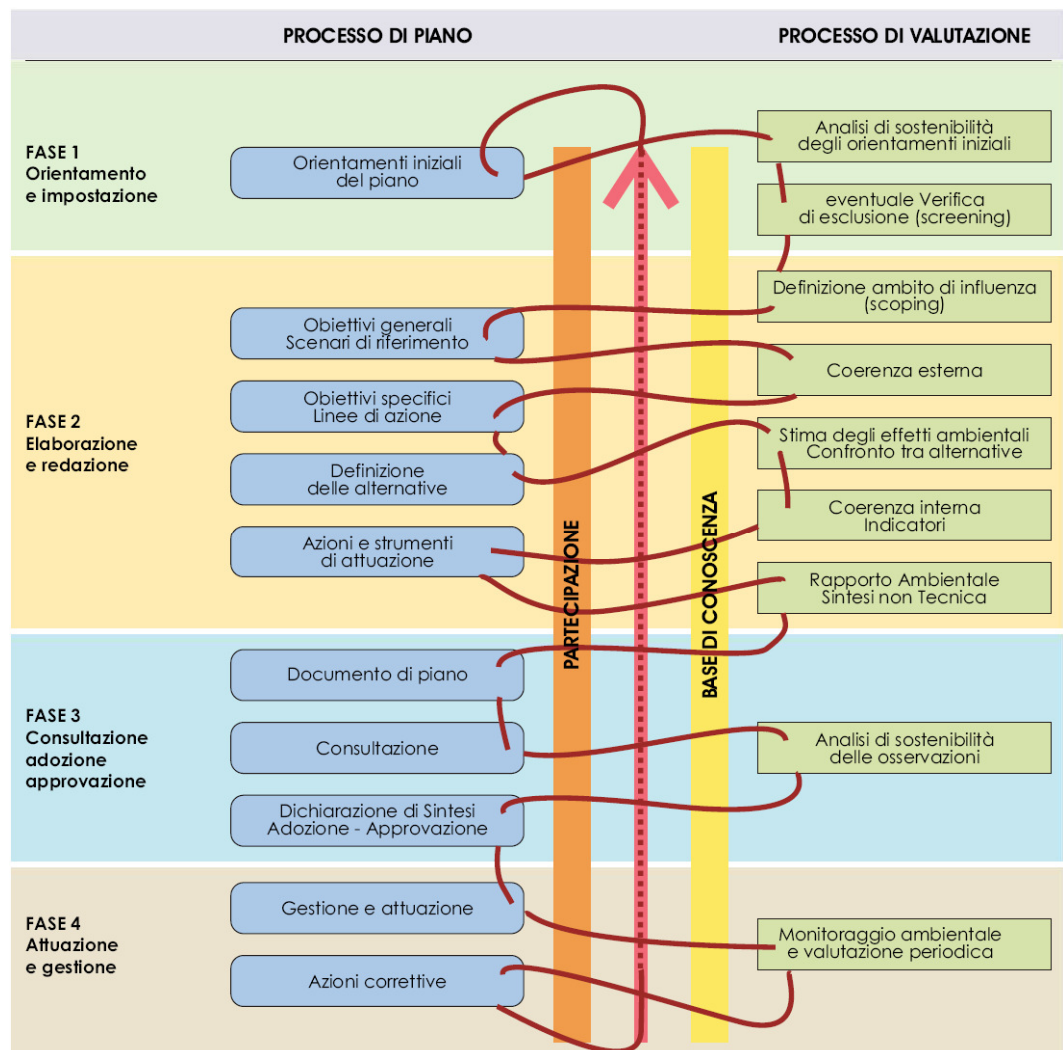 PROCESSO DI PIANO
PROCESSO DI VALUTAZIONE
FASE 1
Orientamento
e impostazione
Orientamenti iniziali
del piano
Analisi di sostenibilità
degli orientamenti iniziali
eventuale Verifica
di esclusione (screening)
FASE 2
Elaborazione
e redazione
Obiettivi generali
Scenari di riferimento
Obiettivi specifici
Linee di azione
Definizione
delle alternative
Azioni e strumenti
di attuazione
Definizione ambito di influenza
(scoping)
Coerenza esterna
Stima degli effetti ambientali
Confronto tra alternative
Coerenza interna
Indicatori
Rapporto Ambientale
Sintesi non Tecnica
PARTECIPAZIONE
BASE DI CONOSCENZA
FASE 3
Consultazione
adozione
approvazione
Documento di piano
Consultazione
Dichiarazione di Sintesi
Adozione - Approvazione
Analisi di sostenibilità
delle osservazioni
FASE 4
Attuazione
e gestione
Gestione e attuazione
Azioni correttive
Monitoraggio ambientale
e valutazione periodica